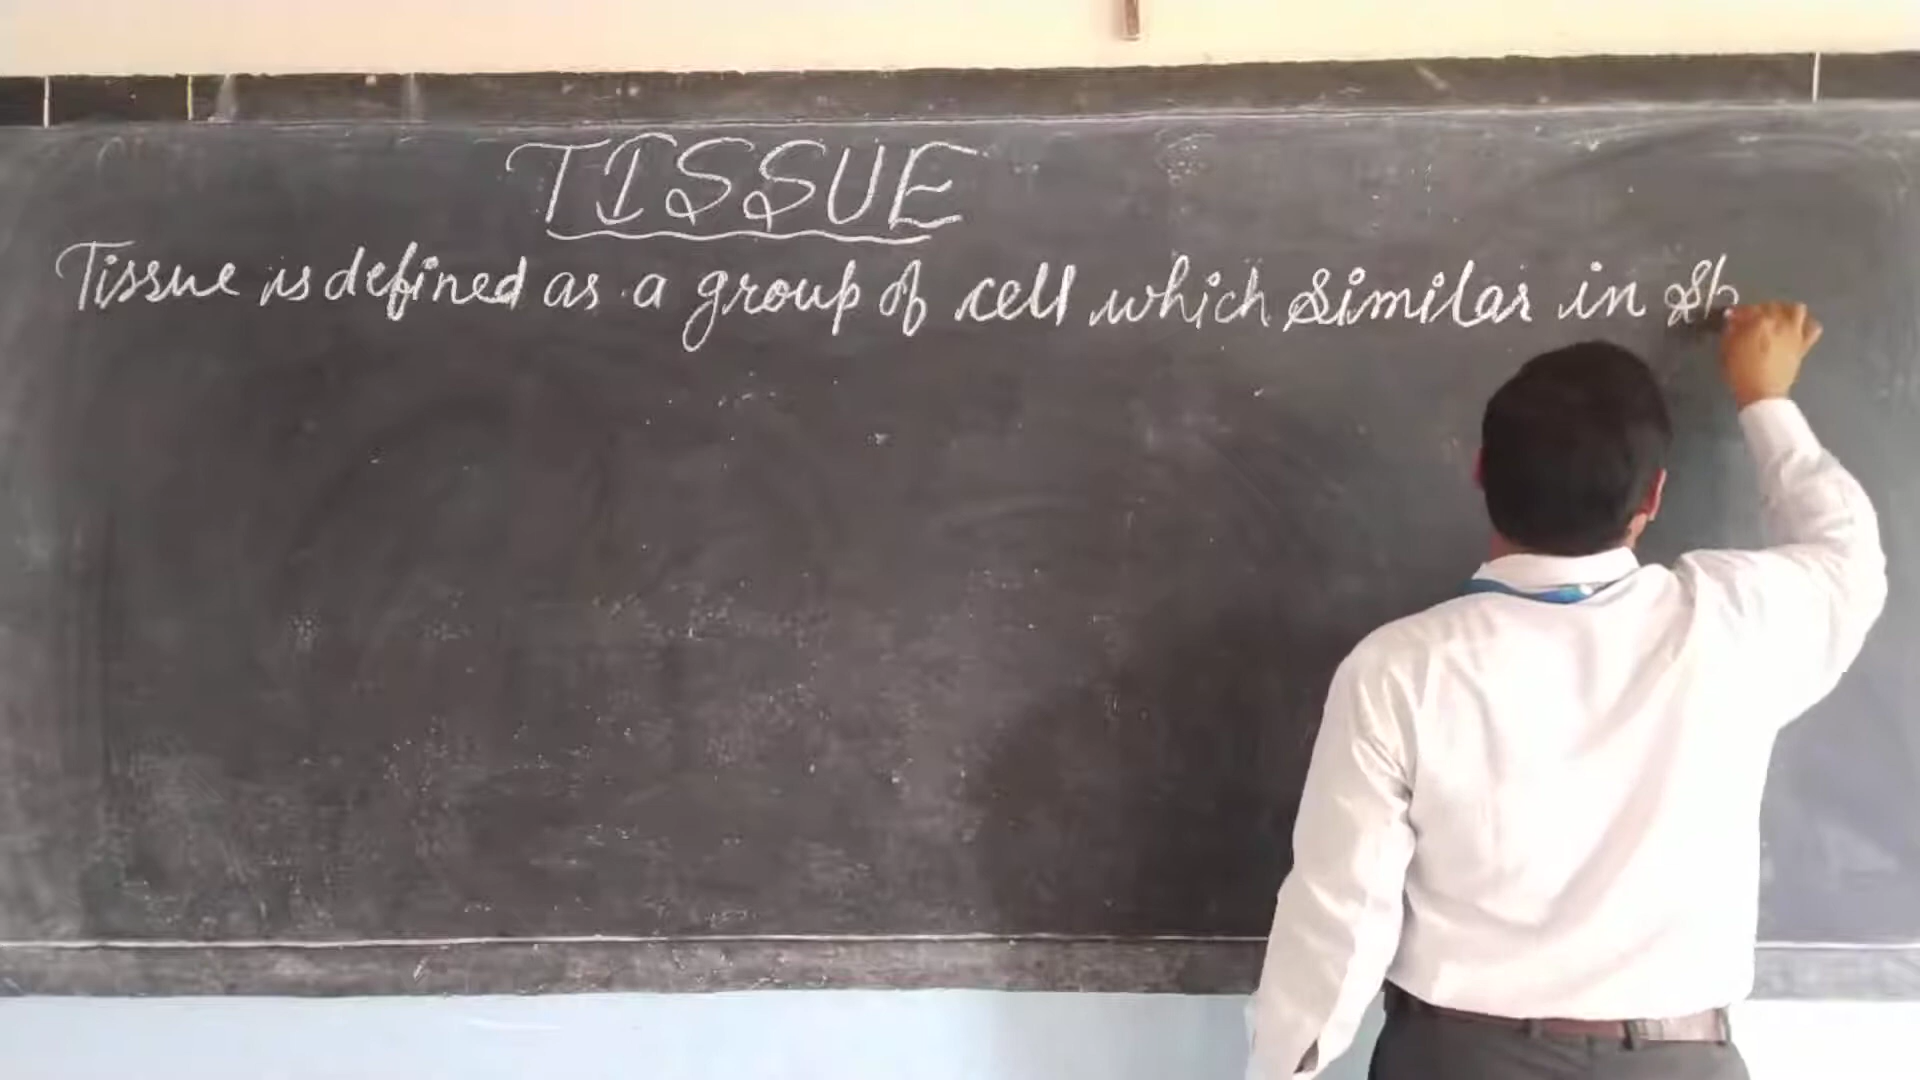 TISSUE
Tissue is defined as a group of cell which similar in